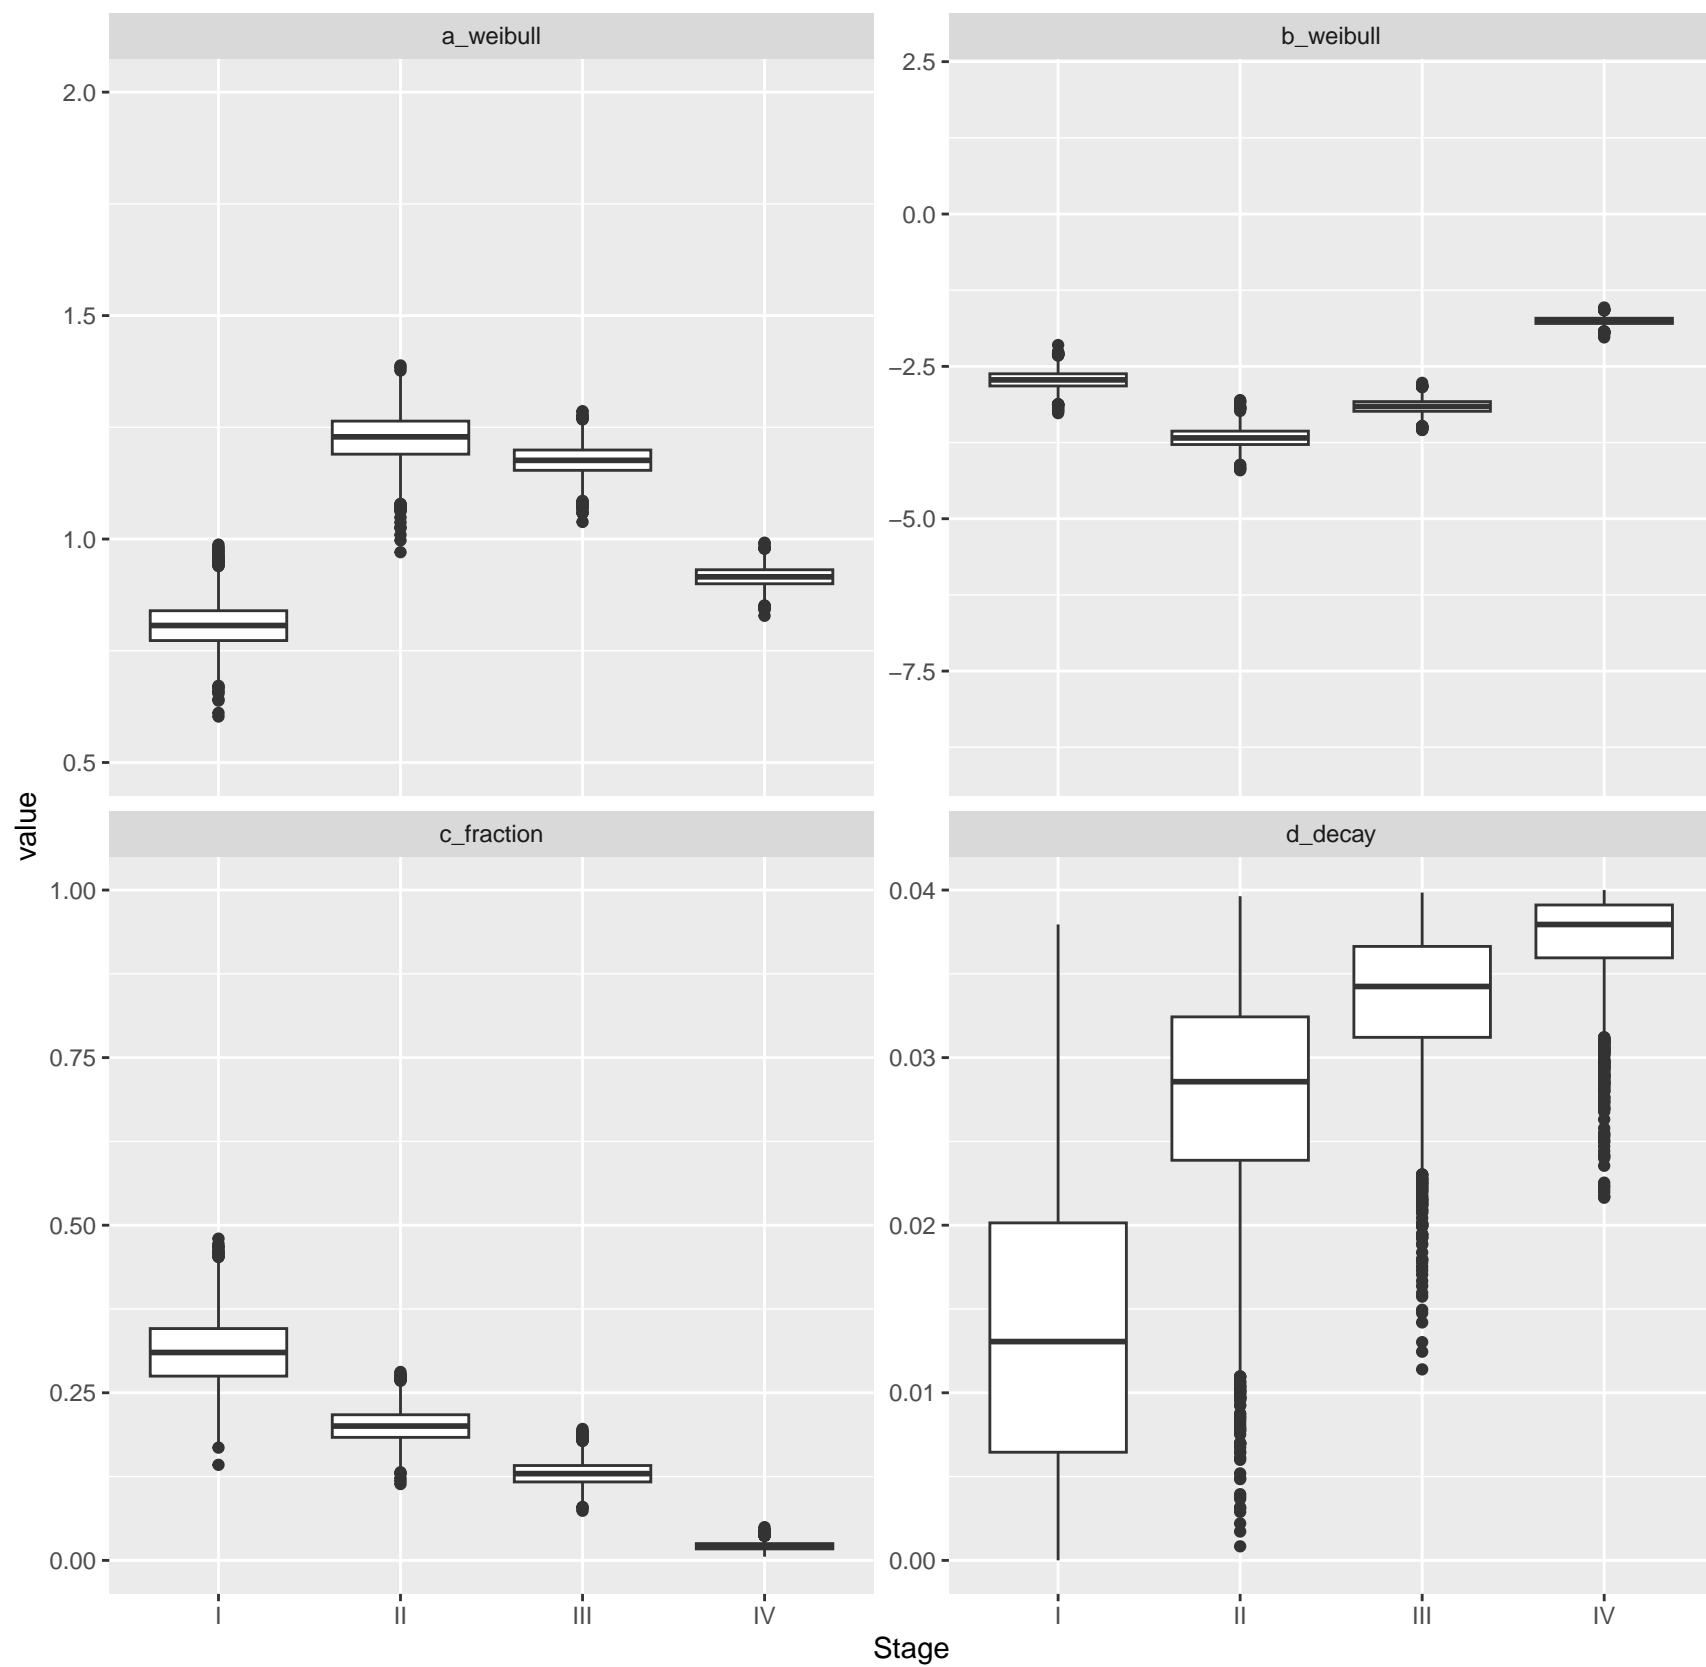 a_weibull
b_weibull
2.0
1.5
1.0
0.5
2.5
0.0
−2.5
−5.0
−7.5
value
c_fraction
d_decay
1.00
0.75
0.50
0.25
0.00
0.04
0.03
0.02
0.01
0.00
I II III IV
I II III IV
Stage